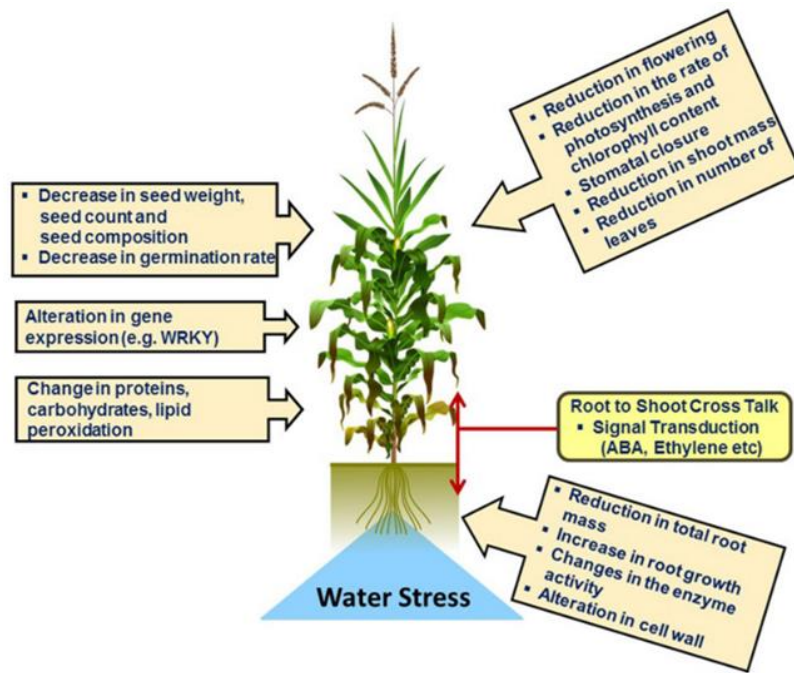 ▪ Reduction in flowering
▪ Reduction in the rate of
photosynthesis and
chlorophyll content
▪ Stomatal closure
▪ Reduction in shoot mass
▪ Reduction in number of
leaves
▪ Decrease in seed weight,
seed count and
seed composition
▪ Decrease in germination rate
Alteration in gene
expression (e.g. WRKY)
Change in proteins,
carbohydrates, lipid
peroxidation
Root to Shoot Cross Talk
▪ Signal Transduction
(ABA, Ethylene etc)
▪ Reduction in total root
mass
▪ Increase in root growth
▪ Changes in the enzyme
activity
▪ Alteration in cell wall
Water Stress